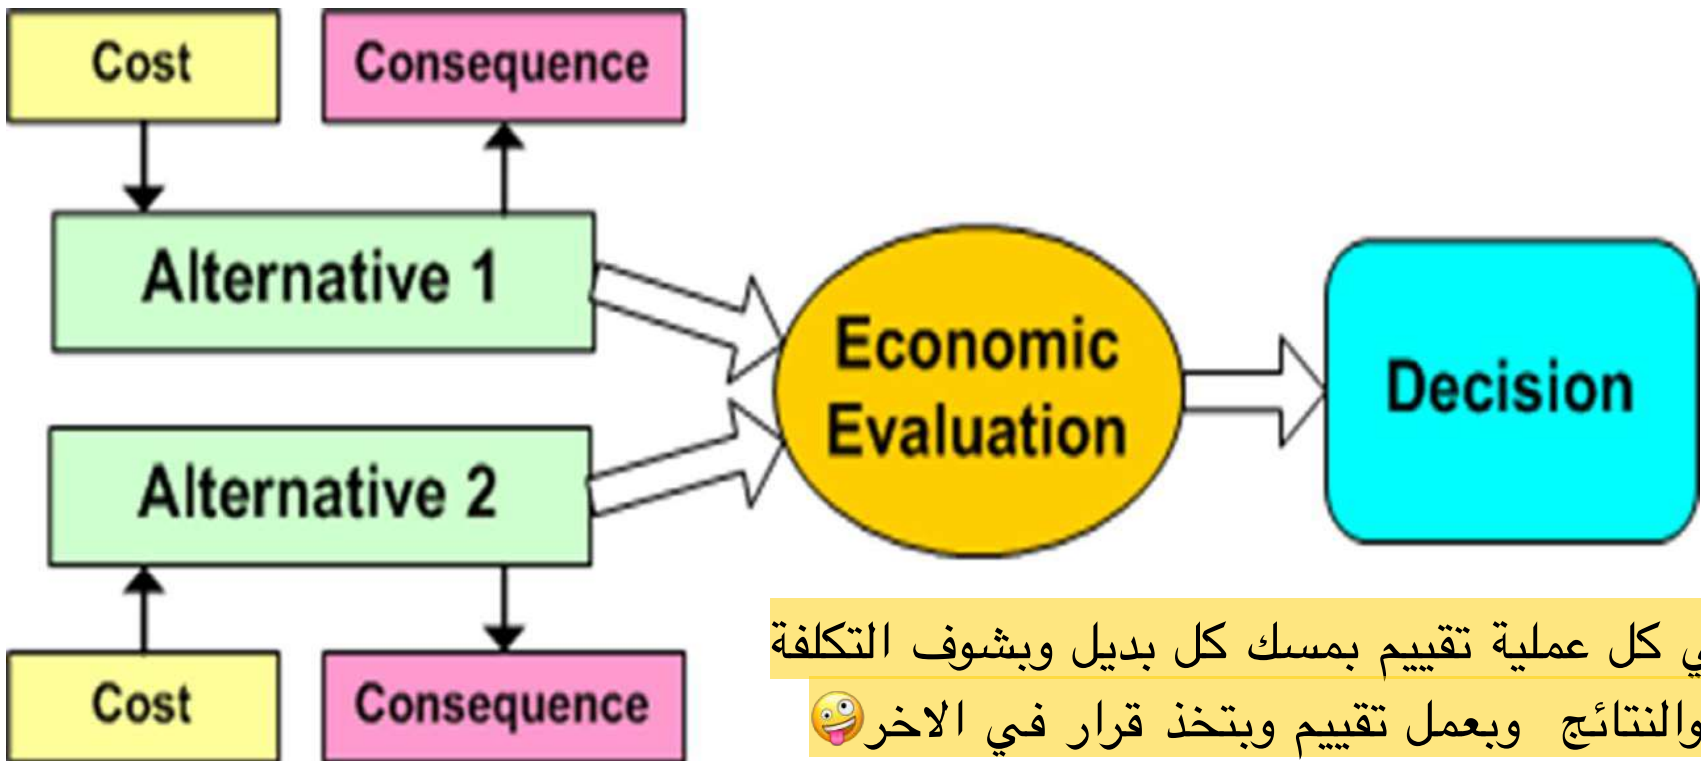 Cost
Consequence
Alternative 1
Economic
Evaluation
Decision
Alternative 2
Cost
Consequence
كل عملية تقييم بمسك كل بديل وبشوف التكلفة
والنتائج وبعمل تقييم وبتخذ قرار في الاخر🤪